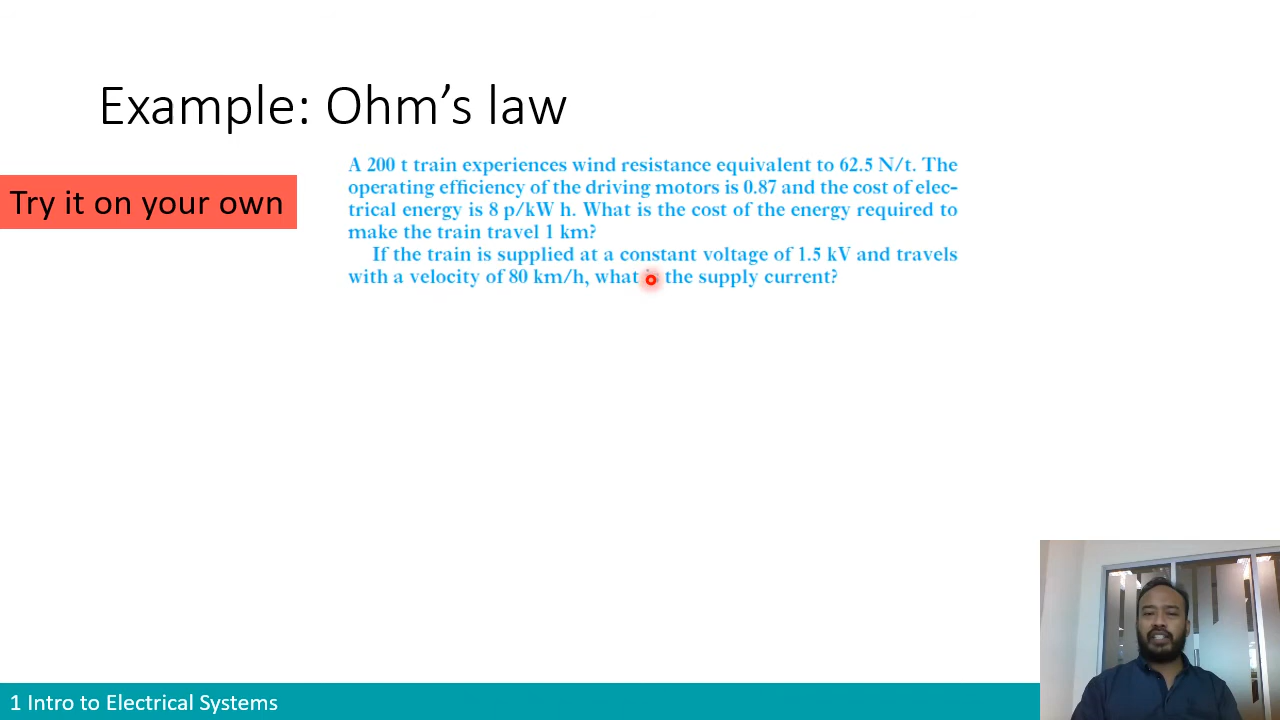 Example: Ohm's law
Try it on your own
A 200 t train experiences wind resistance equivalent to 62.5 N/t. The
operating efficiency of the driving motors is 0.87 and the cost of elec-
trical energy is 8 p/kW h. What is the cost of the energy required to
make the train travel 1 km?
If the train is supplied at a constant voltage of 1.5 kV and travels
with a velocity of 80 km/h, what the supply current?
1 Intro to Electrical Systems